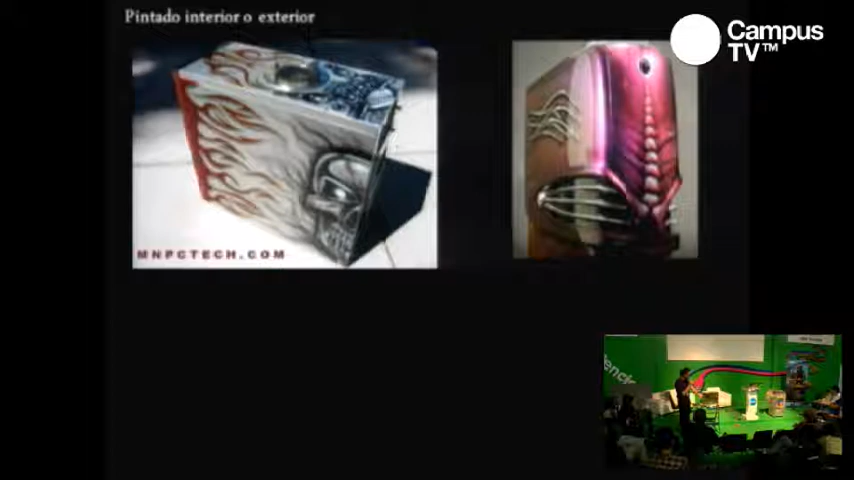 Pintado interior o exterior
Campus
TV™
MNPCTECH.COM